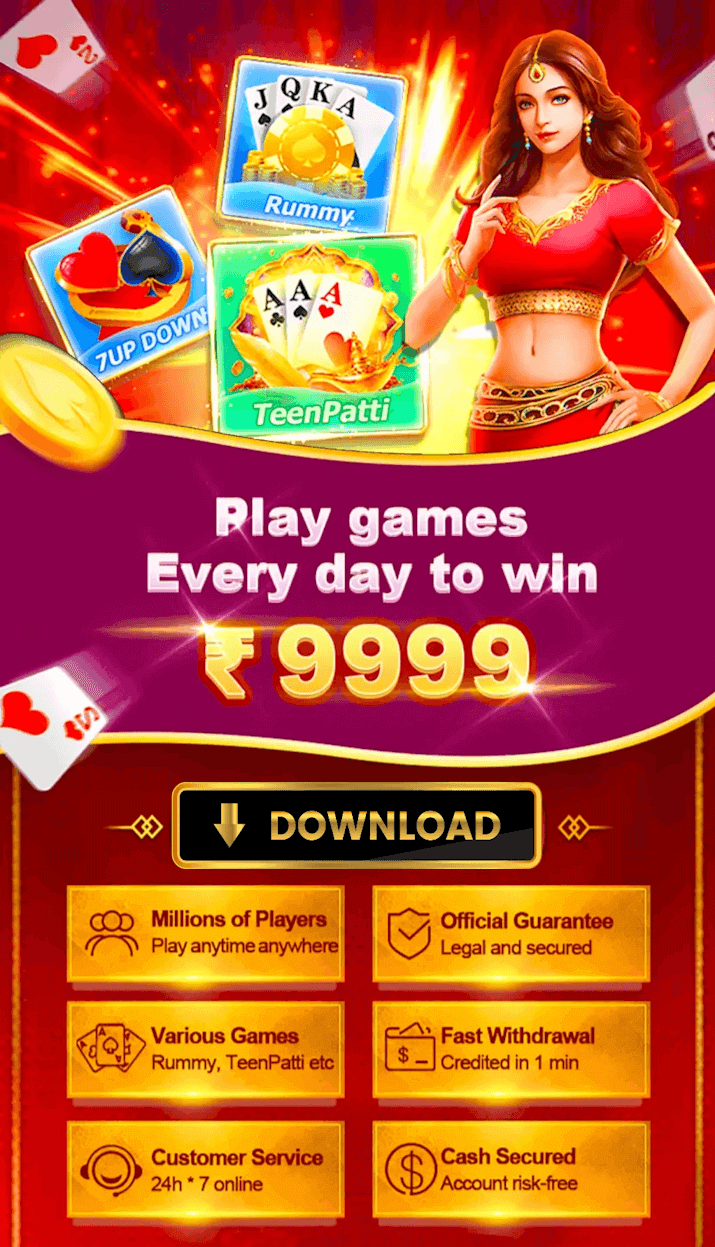 J Q K A
Rummy
7UP DOWN
A A A
TeenPatti
Play games
Every day to win
₹ 9999
DOWNLOAD
Millions of Players
Play anytime anywhere
Official Guarantee
Legal and secured
Various Games
Rummy, TeenPatti etc
Fast Withdrawal
Credited in 1 min
Customer Service
24h * 7 online
Cash Secured
Account risk-free